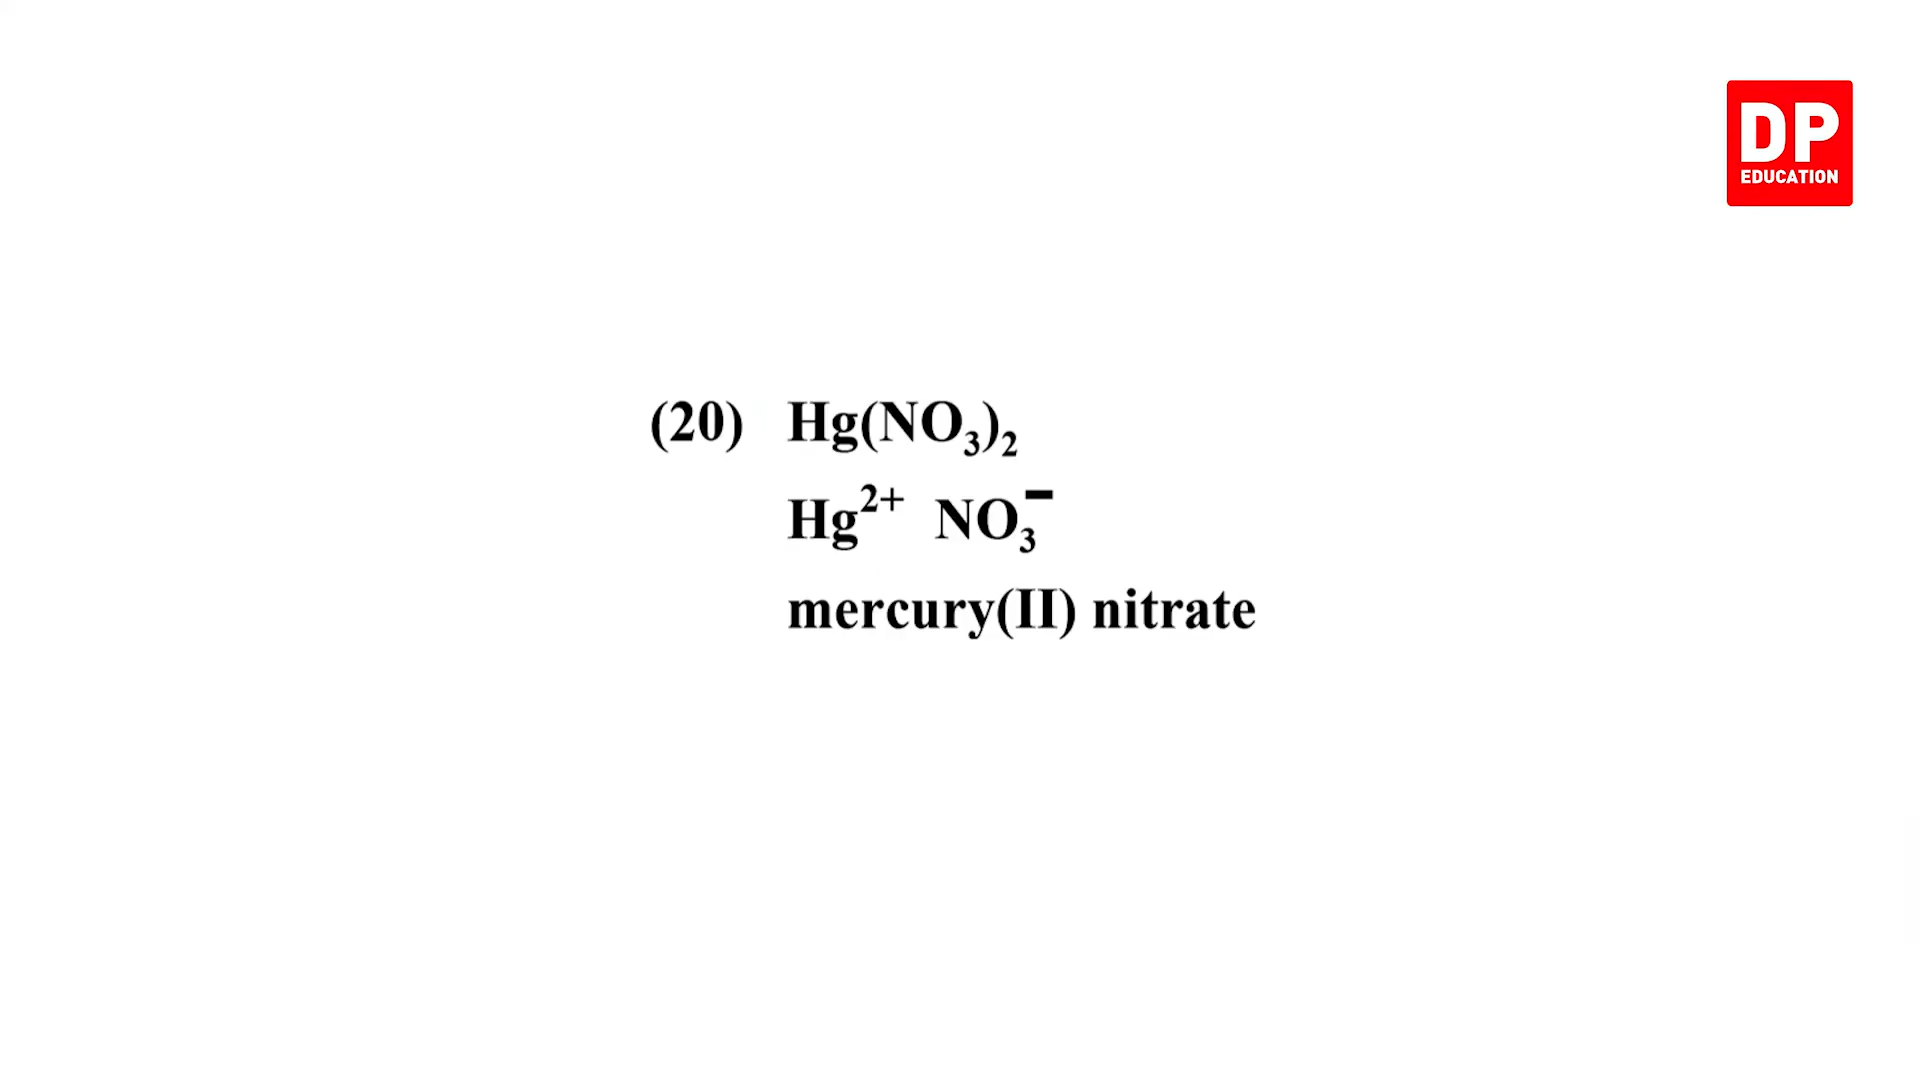 DP
EDUCATION
(20) Hg(NO₃)₂
Hg²⁺ NO₃⁻
mercury(II) nitrate